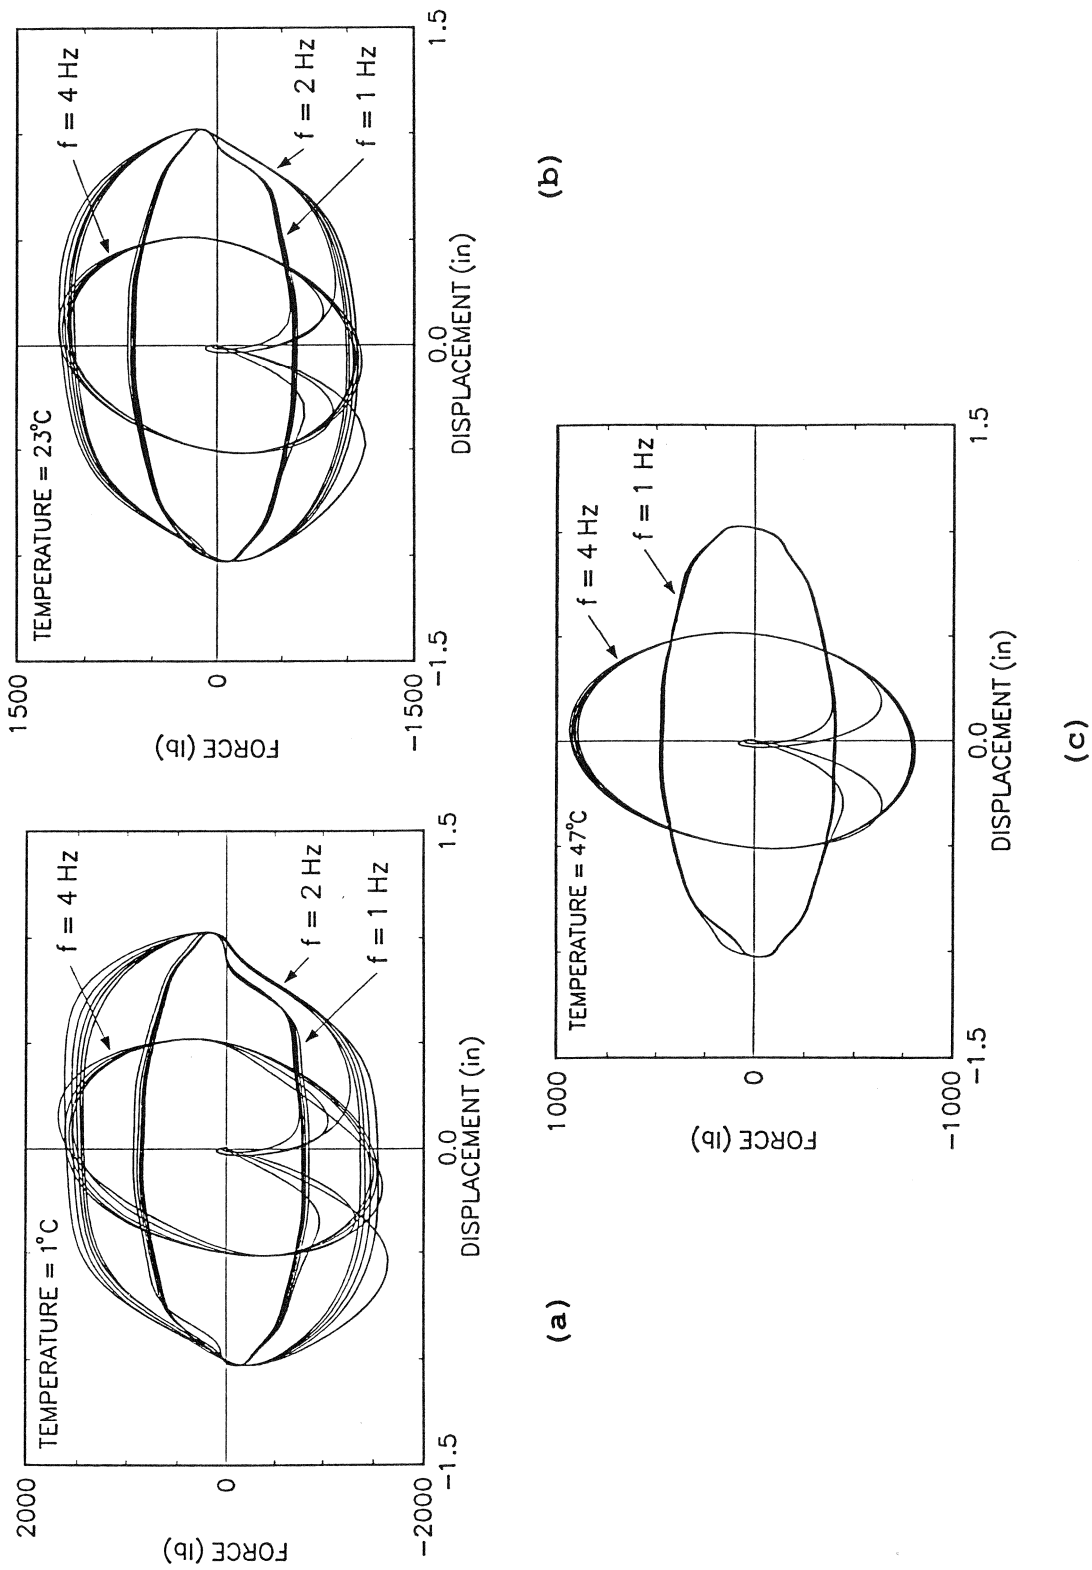 TEMPERATURE = 1°C
f = 4 Hz
f = 2 Hz
f = 1 Hz
2000
0
-2000
FORCE (lb)
-1.5
0.0
1.5
DISPLACEMENT (in)
(a)
TEMPERATURE = 23°C
f = 4 Hz
f = 2 Hz
f = 1 Hz
1500
0
-1500
FORCE (lb)
-1.5
0.0
1.5
DISPLACEMENT (in)
(b)
TEMPERATURE = 47°C
f = 4 Hz
f = 1 Hz
1000
0
-1000
FORCE (lb)
-1.5
0.0
1.5
DISPLACEMENT (in)
(c)